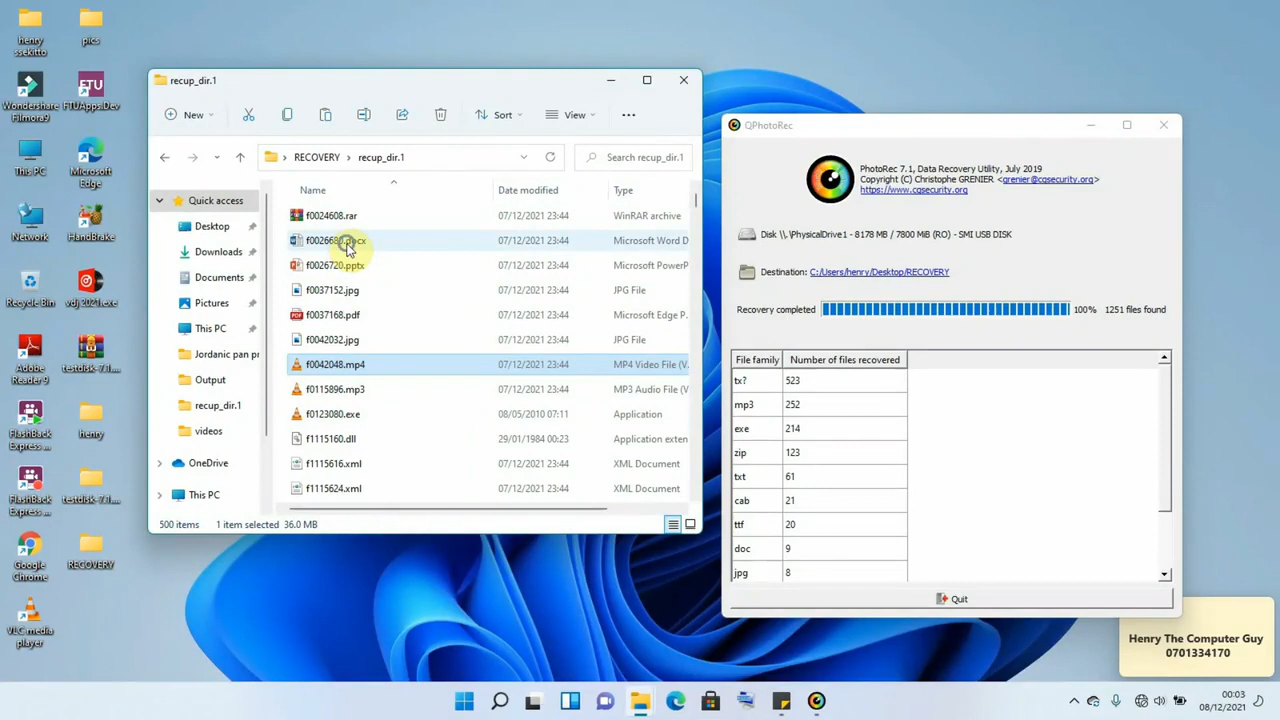 henry
ssekitto
pics
Wondershare
Filmora9
FTUApps.Dev
This PC
Microsoft
Edge
Network
HandBrake
Recycle Bin
vdj 2021.exe
Adobe
Reader 9
testdisk-7.1....
FlashBack
Express ...
henry
FlashBack
Express ...
testdisk-7.1....
Google
Chrome
RECOVERY
VLC media
player
recup_dir.1
New
Sort
View
RECOVERY
recup_dir.1
Search recup_dir.1
Quick access
Desktop
Downloads
Documents
Pictures
This PC
Jordanic pan pr
Output
recup_dir.1
videos
OneDrive
This PC
Name Date modified Type
f0024608.rar 07/12/2021 23:44 WinRAR archive
07/12/2021 23:44 Microsoft Word D
f0026720.pptx 07/12/2021 23:44 Microsoft PowerP
f0037152.jpg 07/12/2021 23:44 JPG File
f0037168.pdf 07/12/2021 23:44 Microsoft Edge P...
f0042032.jpg 07/12/2021 23:44 JPG File
f0042048.mp4 07/12/2021 23:44 MP4 Video File (V...
f0115896.mp3 07/12/2021 23:44 MP3 Audio File (V...
f0123080.exe 08/05/2010 07:11 Application
f1115160.dll 29/01/1984 00:23 Application exten
f1115616.xml 07/12/2021 23:44 XML Document
f1115624.xml 07/12/2021 23:44 XML Document
500 items 1 item selected 36.0 MB
QPhotoRec
PhotoRec 7.1, Data Recovery Utility, July 2019
Copyright (C) Christophe GRENIER <grenier@cgsecurity.org>
https://www.cgsecurity.org
Disk \\.\PhysicalDrive1 - 8178 MB / 7800 MiB (RO) - SMI USB DISK
Destination: C:/Users/henry/Desktop/RECOVERY
Recovery completed 100% 1251 files found
File family Number of files recovered
tx? 523
mp3 252
exe 214
zip 123
txt 61
cab 21
ttf 20
doc 9
jpg 8
Quit
Henry The Computer Guy
0701334170
00:03
08/12/2021